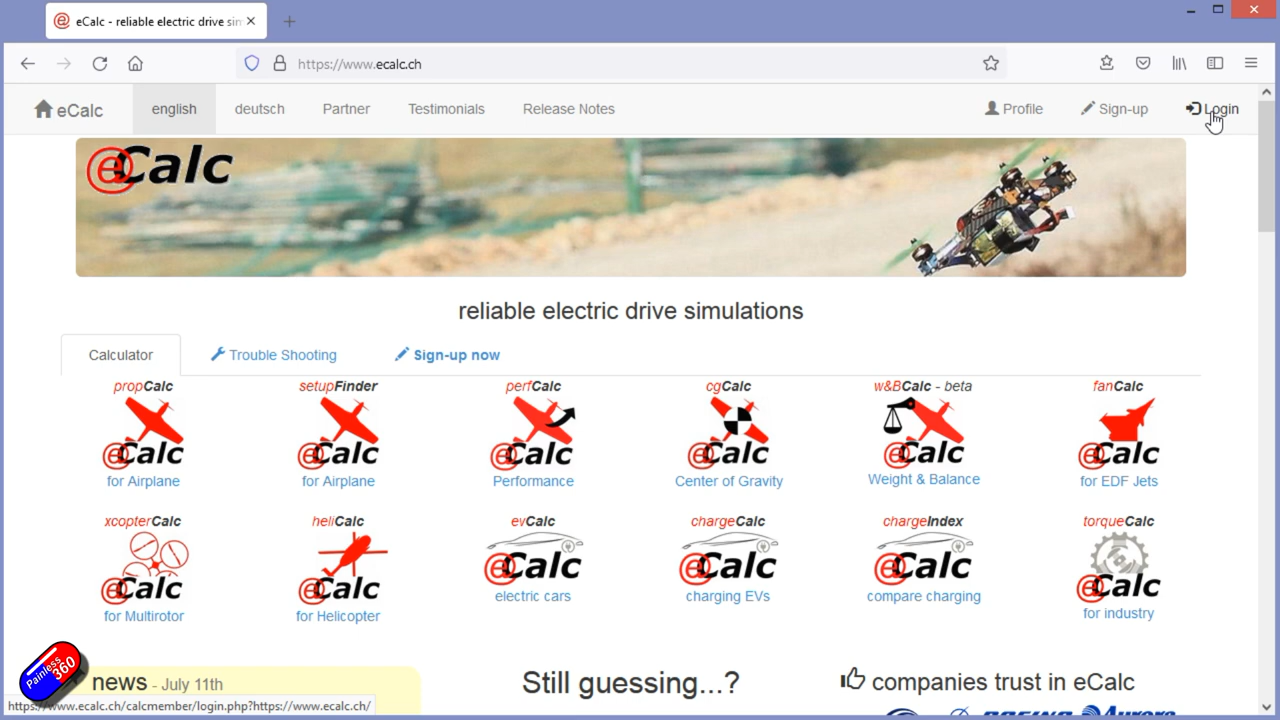 eCalc - reliable electric drive sin
https://www.ecalc.ch
eCalc english deutsch Partner Testimonials Release Notes Profile Sign-up Login
eCalc
reliable electric drive simulations
Calculator Trouble Shooting Sign-up now
propCalc setupFinder perfCalc cgCalc w&BCalc - beta fanCalc
eCalc eCalc eCalc eCalc eCalc eCalc
for Airplane for Airplane Performance Center of Gravity Weight & Balance for EDF Jets
xcopterCalc heliCalc evCalc chargeCalc chargeIndex torqueCalc
eCalc eCalc eCalc eCalc eCalc eCalc
for Multirotor for Helicopter electric cars charging EVs compare charging for industry
Painless 360
news - July 11th Still guessing...? companies trust in eCalc
https://www.ecalc.ch/calcmember/login.php?https://www.ecalc.ch/